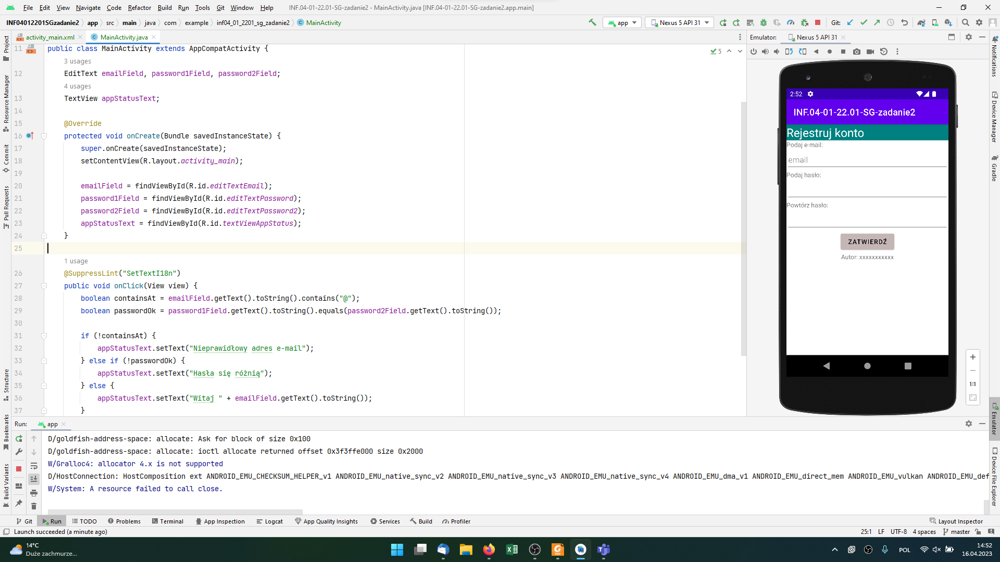 File Edit View Navigate Code Refactor Build Run Tools Git Window Help INF.04-01-22.01-SG-zadanie2 - MainActivity.java [INF.04-01-22.01-SG-zadanie2.app.main]
INF04012201SGzadanie2 app src main java com example inf04_01_2201_sg_zadanie2 MainActivity app Nexus 5 API 31 Git:
activity_main.xml MainActivity.java Emulator: Nexus 5 API 31
Project
Resource Manager
Commit
Pull Requests
Structure
Bookmarks
Build Variants
11 public class MainActivity extends AppCompatActivity { 5
3 usages
12 EditText emailField, password1Field, password2Field;
4 usages
13 TextView appStatusText;
14
15 @Override
16 protected void onCreate(Bundle savedInstanceState) {
17 super.onCreate(savedInstanceState);
18 setContentView(R.layout.activity_main);
19
20 emailField = findViewById(R.id.editTextEmail);
21 password1Field = findViewById(R.id.editTextPassword);
22 password2Field = findViewById(R.id.editTextPassword2);
23 appStatusText = findViewById(R.id.textViewAppStatus);
24 }
25
1 usage
26 @SuppressLint("SetTextI18n")
27 public void onClick(View view) {
28 boolean containsAt = emailField.getText().toString().contains("@");
29 boolean passwordOk = password1Field.getText().toString().equals(password2Field.getText().toString());
30
31 if (!containsAt) {
32 appStatusText.setText("Nieprawidłowy adres e-mail");
33 } else if (!passwordOk) {
34 appStatusText.setText("Hasła się różnią");
35 } else {
36 appStatusText.setText("Witaj " + emailField.getText().toString());
37 }
2:52
INF.04-01-22.01-SG-zadanie2
Rejestruj konto
Podaj e-mail:
email
Podaj hasło:
Powtórz hasło:
ZATWIERDŹ
Autor: xxxxxxxxxxx
1:1
Notifications
Device Manager
Gradle
Emulator
Device File Explorer
Run: app
D/goldfish-address-space: allocate: Ask for block of size 0x100
D/goldfish-address-space: allocate: ioctl allocate returned offset 0x3f3ffe000 size 0x2000
W/Gralloc4: allocator 4.x is not supported
D/HostConnection: HostComposition ext ANDROID_EMU_CHECKSUM_HELPER_v1 ANDROID_EMU_native_sync_v2 ANDROID_EMU_native_sync_v3 ANDROID_EMU_native_sync_v4 ANDROID_EMU_dma_v1 ANDROID_EMU_direct_mem ANDROID_EMU_vulkan ANDROID_EMU_def
W/System: A resource failed to call close.
Git Run TODO Problems Terminal App Inspection Logcat App Quality Insights Services Build Profiler Layout Inspector
Launch succeeded (a minute ago) 25:1 LF UTF-8 4 spaces master
14°C
Duże zachmurze...
POL
14:52
16.04.2023